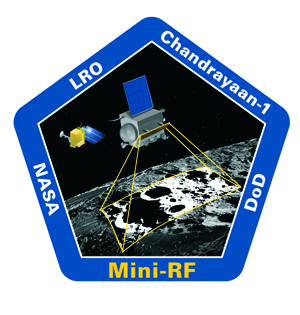 NASA
LRO
Chandrayaan-1
DoD
Mini-RF